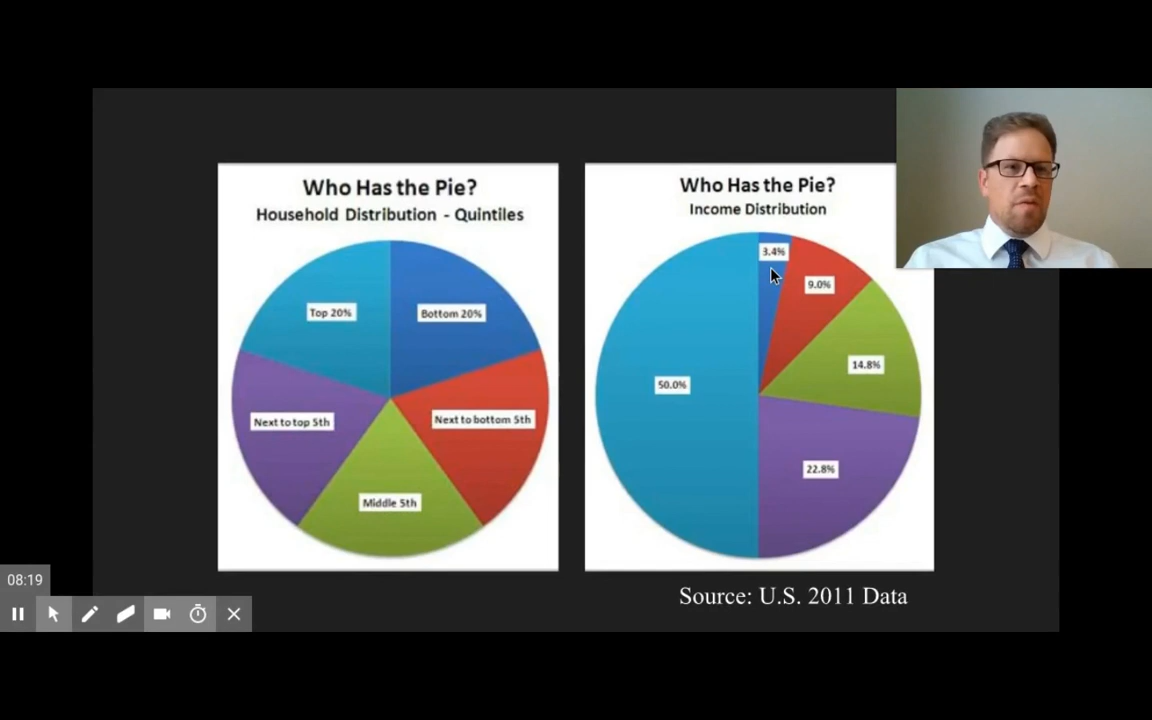 Who Has the Pie?
Household Distribution - Quintiles
Top 20%
Bottom 20%
Next to top 5th
Next to bottom 5th
Middle 5th
Who Has the Pie?
Income Distribution
3.4%
9.0%
14.8%
50.0%
22.8%
Source: U.S. 2011 Data
08:19